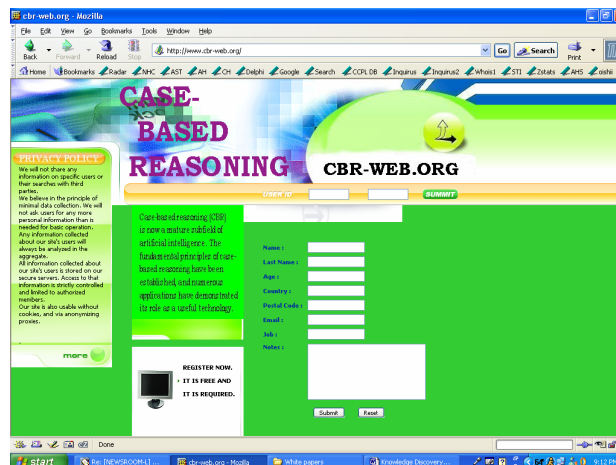 cbr-web.org - Mozilla
File Edit View Go Bookmarks Tools Window Help
Back Forward Reload Stop http://www.cbr-web.org/ Go Search Print
Home Bookmarks Radar NHC AST AH CH Delphi Google Search CCPL DB Inquirus Inquirus2 Whois1 STI Zstats AHS
CASE-
BASED
REASONING
CBR-WEB.ORG
USER ID SUMMIT
PRIVACY POLICY
We will not share any
information on specific users or
their searches with third
parties.
We believe in the principle of
minimal data collection. We will
not ask users for any more
personal information than is
needed for basic operation.
Any information collected
about our site's users will
always be analyzed in the
aggregate.
All information collected about
our site's users is stored on our
secure servers. Access to that
information is strictly controlled
and limited to authorized
members.
Our site is also usable without
cookies, and via anonymizing
proxies.
more
Case-based reasoning (CBR)
is now a mature subfield of
artificial intelligence. The
fundamental principles of case-
based reasoning have been
established, and numerous
applications have demonstrated
its role as a useful technology.
REGISTER NOW.
IT IS FREE AND
IT IS REQUIRED.
Name :
Last Name :
Age :
Country :
Postal Code :
Email :
Job :
Notes :
Submit Reset
Done
start Re: [NEWSROOM-L] ... cbr-web.org - Mozilla White papers Knowledge Discovery... 9:12 PM